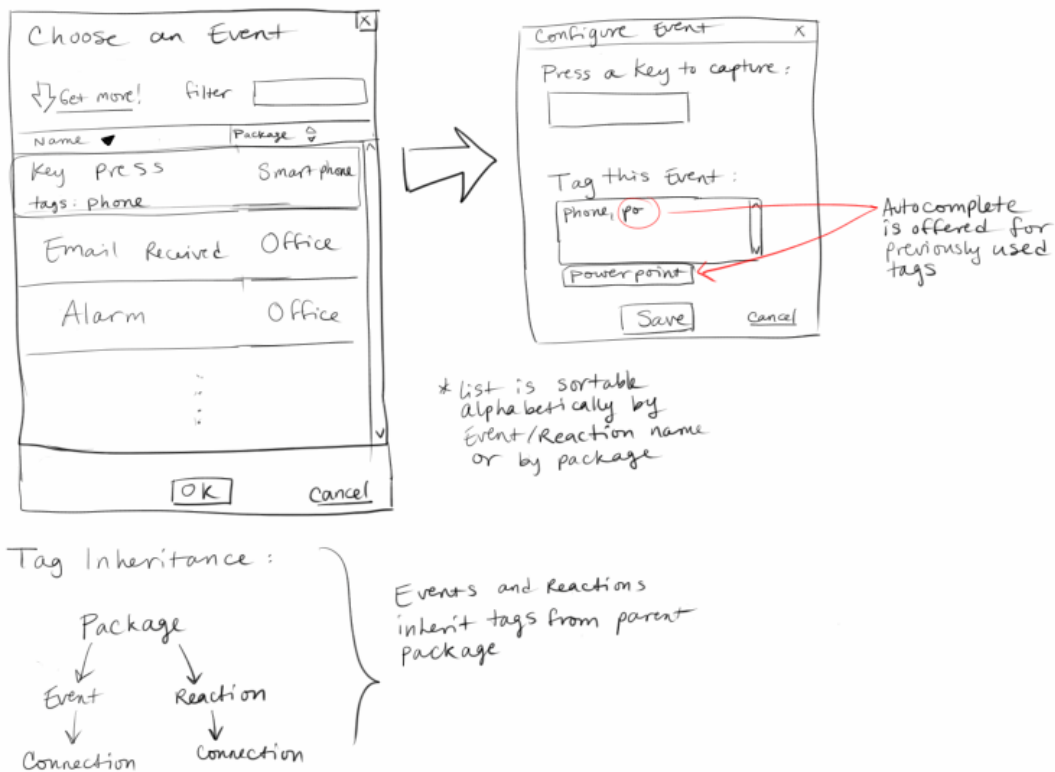 Choose an Event
X
Get more!
filter
Name
Package
Key Press
Smart phone
tags: phone
Email Received
Office
Alarm
Office
OK
Cancel
Configure Event
X
Press a Key to capture:
Tag this Event:
phone, po
powerpoint
Save
Cancel
Autocomplete
is offered for
previously used
tags
* List is sortable
alphabetically by
Event/Reaction name
or by package
Tag Inheritance:
Package
Event
Reaction
Connection
Connection
Events and Reactions
inherit tags from parent
package